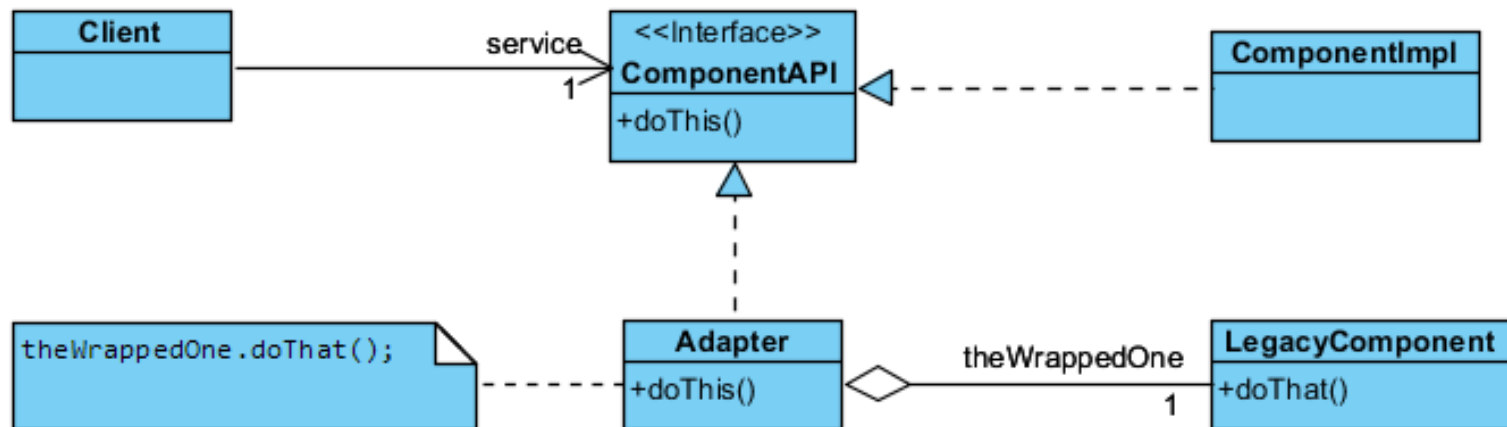 Client
service
1
<<Interface>>
ComponentAPI
+doThis()
ComponentImpl
theWrappedOne.doThat();
Adapter
+doThis()
theWrappedOne
1
LegacyComponent
+doThat()